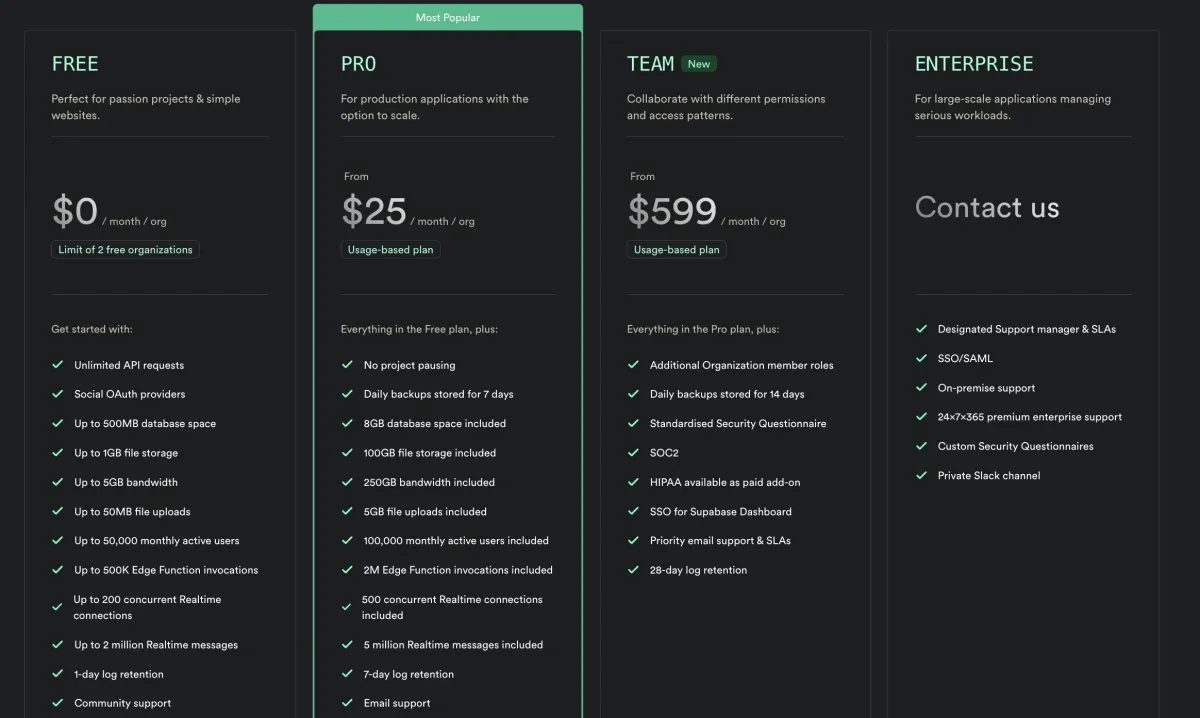 Most Popular
FREE
Perfect for passion projects & simple
websites.
$0 / month / org
Limit of 2 free organizations
Get started with:
Unlimited API requests
Social OAuth providers
Up to 500MB database space
Up to 1GB file storage
Up to 5GB bandwidth
Up to 50MB file uploads
Up to 50,000 monthly active users
Up to 500K Edge Function invocations
Up to 200 concurrent Realtime
connections
Up to 2 million Realtime messages
1-day log retention
Community support
PRO
For production applications with the
option to scale.
From
$25 / month / org
Usage-based plan
Everything in the Free plan, plus:
No project pausing
Daily backups stored for 7 days
8GB database space included
100GB file storage included
250GB bandwidth included
5GB file uploads included
100,000 monthly active users included
2M Edge Function invocations included
500 concurrent Realtime connections
included
5 million Realtime messages included
7-day log retention
Email support
TEAM New
Collaborate with different permissions
and access patterns.
From
$599 / month / org
Usage-based plan
Everything in the Pro plan, plus:
Additional Organization member roles
Daily backups stored for 14 days
Standardised Security Questionnaire
SOC2
HIPAA available as paid add-on
SSO for Supabase Dashboard
Priority email support & SLAs
28-day log retention
ENTERPRISE
For large-scale applications managing
serious workloads.
Contact us
Designated Support manager & SLAs
SSO/SAML
On-premise support
24×7×365 premium enterprise support
Custom Security Questionnaires
Private Slack channel